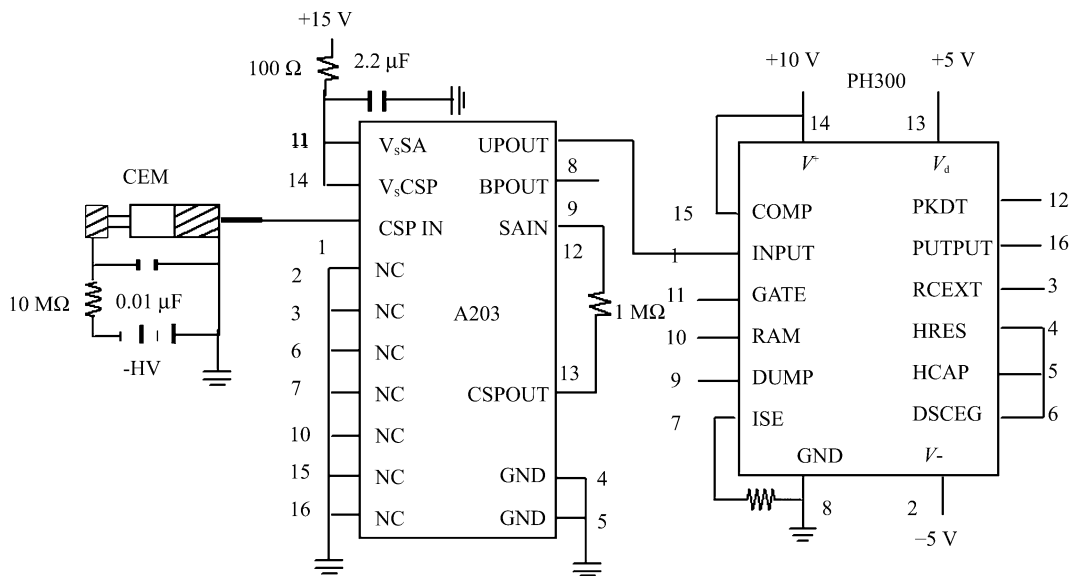 +15 V
100 Ω
2.2 μF
CEM
10 MΩ
0.01 μF
-HV
11
14
1
2
3
6
7
10
15
16
VsSA
VsCSP
CSP IN
NC
NC
NC
NC
NC
NC
NC
A203
UPOUT
BPOUT
SAIN
CSPOUT
GND
GND
8
9
12
13
4
5
1 MΩ
+10 V
PH300
+5 V
14
13
V+
Vd
15
1
11
10
9
7
COMP
INPUT
GATE
RAM
DUMP
ISE
PKDT
PUTPUT
RCEXT
HRES
HCAP
DSCEG
12
16
3
4
5
6
GND
V-
8
2
−5 V